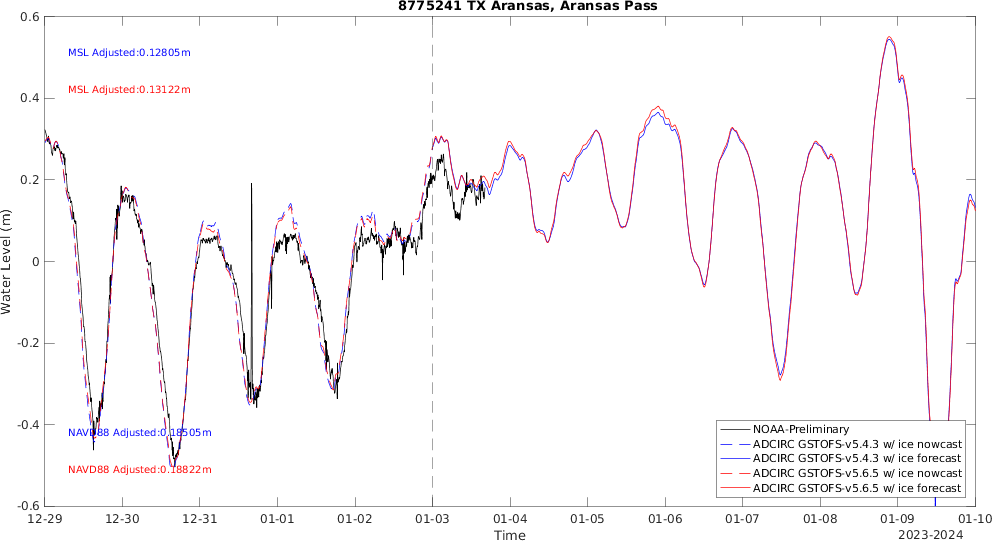 8775241 TX Aransas, Aransas Pass
0.6
0.4
0.2
0
-0.2
-0.4
-0.6
Water Level (m)
MSL Adjusted:0.12805m
MSL Adjusted:0.13122m
NAVD88 Adjusted:0.18505m
NAVD88 Adjusted:0.18822m
NOAA-Preliminary
ADCIRC GSTOFS-v5.4.3 w/ ice nowcast
ADCIRC GSTOFS-v5.4.3 w/ ice forecast
ADCIRC GSTOFS-v5.6.5 w/ ice nowcast
ADCIRC GSTOFS-v5.6.5 w/ ice forecast
12-29 12-30 12-31 01-01 01-02 01-03 01-04 01-05 01-06 01-07 01-08 01-09 01-10
Time
2023-2024